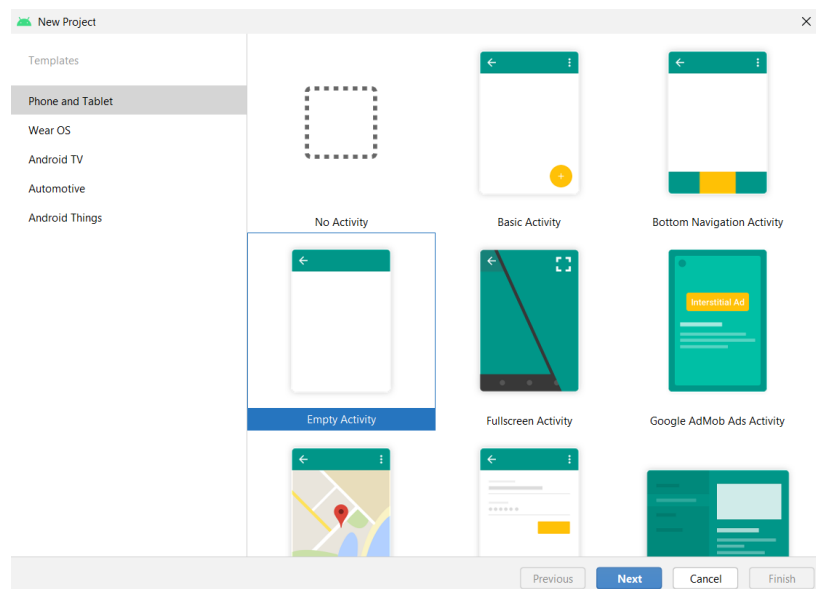 New Project
Templates
Phone and Tablet
Wear OS
Android TV
Automotive
Android Things
No Activity
Basic Activity
Bottom Navigation Activity
Interstitial Ad
Empty Activity
Fullscreen Activity
Google AdMob Ads Activity
Previous
Next
Cancel
Finish